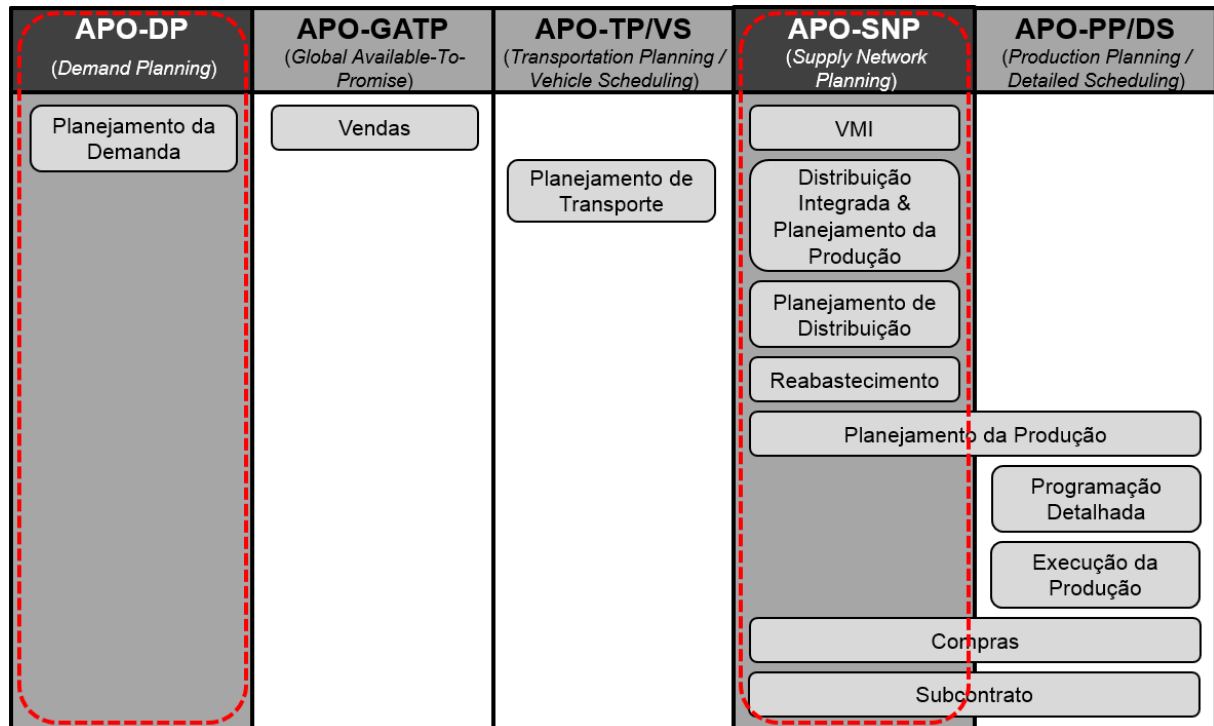 APO-DP
(Demand Planning)
APO-GATP
(Global Available-To-
Promise)
APO-TP/VS
(Transportation Planning /
Vehicle Scheduling)
APO-SNP
(Supply Network
Planning)
APO-PP/DS
(Production Planning /
Detailed Scheduling)
Planejamento da
Demanda
Vendas
Planejamento de
Transporte
VMI
Distribuição
Integrada &
Planejamento da
Produção
Planejamento de
Distribuição
Reabastecimento
Planejamento da Produção
Programação
Detalhada
Execução da
Produção
Compras
Subcontrato